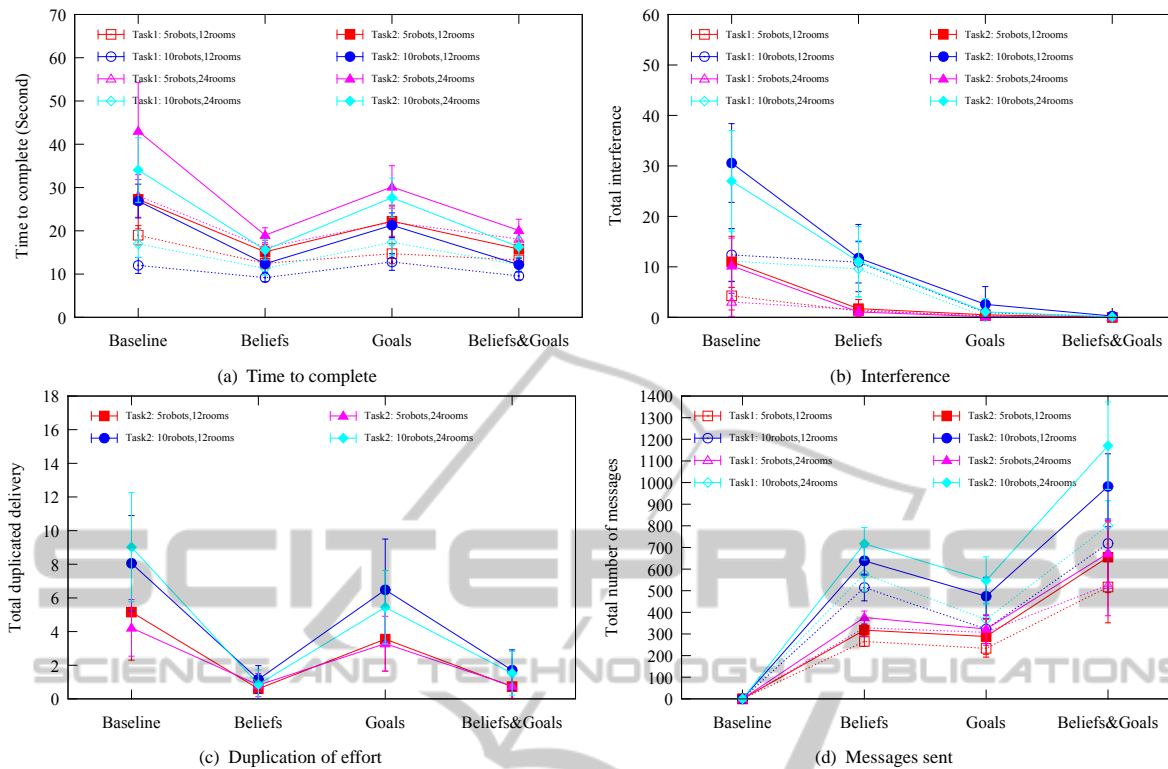 70
60
50
40
30
20
10
0
Time to complete (Second)
Task1: 5robots,12rooms
Task1: 10robots,12rooms
Task1: 5robots,24rooms
Task1: 10robots,24rooms
Task2: 5robots,12rooms
Task2: 10robots,12rooms
Task2: 5robots,24rooms
Task2: 10robots,24rooms
Baseline Beliefs Goals Beliefs&Goals
(a) Time to complete
60
50
40
30
20
10
0
Total interference
Task1: 5robots,12rooms
Task1: 10robots,12rooms
Task1: 5robots,24rooms
Task1: 10robots,24rooms
Task2: 5robots,12rooms
Task2: 10robots,12rooms
Task2: 5robots,24rooms
Task2: 10robots,24rooms
Baseline Beliefs Goals Beliefs&Goals
(b) Interference
18
16
14
12
10
8
6
4
2
0
Total duplicated delivery
Task2: 5robots,12rooms
Task2: 10robots,12rooms
Task2: 5robots,24rooms
Task2: 10robots,24rooms
Baseline Beliefs Goals Beliefs&Goals
(c) Duplication of effort
1400
1300
1200
1100
1000
900
800
700
600
500
400
300
200
100
0
Total number of messages
Task1: 5robots,12rooms
Task1: 10robots,12rooms
Task1: 5robots,24rooms
Task1: 10robots,24rooms
Task2: 5robots,12rooms
Task2: 10robots,12rooms
Task2: 5robots,24rooms
Task2: 10robots,24rooms
Baseline Beliefs Goals Beliefs&Goals
(d) Messages sent
SCITEPRESS
SCIENCE AND TECHNOLOGY PUBLICATIONS